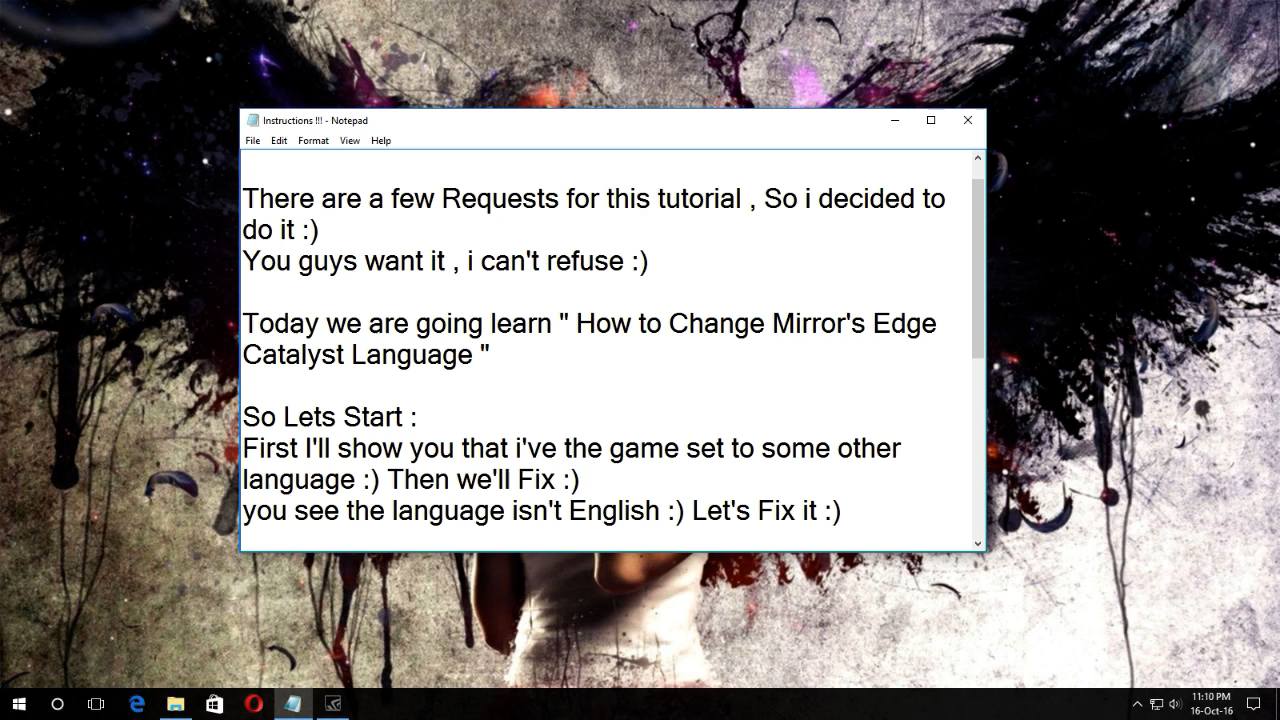 Instructions !!! - Notepad
File Edit Format View Help
There are a few Requests for this tutorial , So i decided to
do it :)
You guys want it , i can't refuse :)
Today we are going learn " How to Change Mirror's Edge
Catalyst Language "
So Lets Start :
First I'll show you that i've the game set to some other
language :) Then we'll Fix :)
you see the language isn't English :) Let's Fix it :)
11:10 PM
16-Oct-16